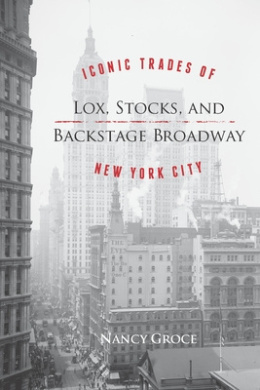 ICONIC TRADES OF
LOX, STOCKS, AND
BACKSTAGE BROADWAY
NEW YORK CITY
NANCY GROCE